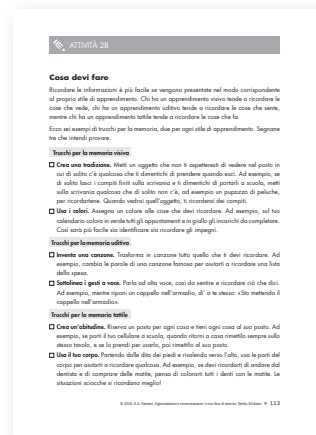 ATTIVITÀ 28
Cosa devi fare
Ricordare le informazioni è più facile se vengono presentate nel modo corrispondente
al proprio stile di apprendimento. Chi ha un apprendimento visivo tende a ricordare le
cose che vede, chi ha un apprendimento uditivo tende a ricordare le cose che sente,
mentre chi ha un apprendimento tattile tende a ricordare le cose che fa.
Ecco sei esempi di trucchi per la memoria, due per ogni stile di apprendimento. Segnane
tre che intendi provare.
Trucchi per la memoria visiva
Crea una tradizione. Metti un oggetto che non ti aspetteresti di vedere nel posto in
cui di solito c'è qualcosa che ti dimentichi di prendere quando esci. Ad esempio, se
di solito lasci i compiti finiti sulla scrivania e ti dimentichi di portarli a scuola, metti
sulla scrivania qualcosa che di solito non c'è, ad esempio un pupazzo di peluche,
per ricordartene. Quando vedrai quell'oggetto, ti ricorderai dei compiti.
Usa i colori. Assegna un colore alle cose che devi ricordare. Ad esempio, sul tuo
calendario colora in verde tutti gli appuntamenti e in giallo gli incarichi da completare.
Così sarà più facile sia identificare sia ricordare gli impegni.
Trucchi per la memoria uditiva
Inventa una canzone. Trasforma in canzone tutto quello che ti devi ricordare. Ad
esempio, cambia le parole di una canzone famosa per aiutarti a ricordare una lista
della spesa.
Sottolinea i gesti a voce. Parla ad alta voce, così da sentire e ricordare ciò che dici.
Ad esempio, mentre riponi un cappello nell'armadio, di' a te stesso: «Sto mettendo il
cappello nell'armadio».
Trucchi per la memoria tattile
Crea un'abitudine. Riserva un posto per ogni cosa e tieni ogni cosa al suo posto. Ad
esempio, se porti il tuo cellulare a scuola, quando ritorni a casa rimettilo sempre sullo
stesso tavolo, e se lo prendi per usarlo, poi rimettilo al suo posto.
Usa il tuo corpo. Partendo dalle dita dei piedi e risalendo verso l'alto, usa le parti del
corpo per aiutarti a ricordare qualcosa. Ad esempio, se devi ricordarti di andare dal
dentista e di comprare delle matite, pensa di colorarti tutti i denti con le matite. Le
situazioni sciocche si ricordano meglio!
113